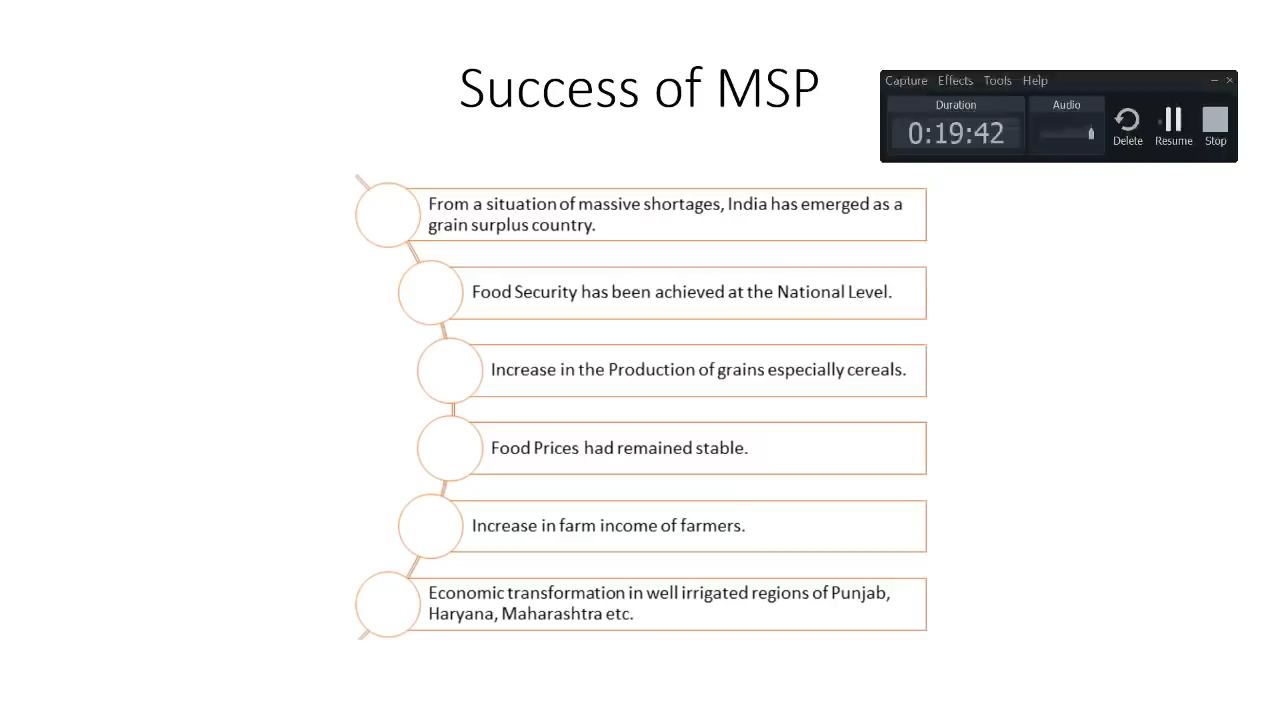 Success of MSP
Capture Effects Tools Help
Duration
Audio
0:19:42
Delete
Resume
Stop
From a situation of massive shortages, India has emerged as a
grain surplus country.
Food Security has been achieved at the National Level.
Increase in the Production of grains especially cereals.
Food Prices had remained stable.
Increase in farm income of farmers.
Economic transformation in well irrigated regions of Punjab,
Haryana, Maharashtra etc.